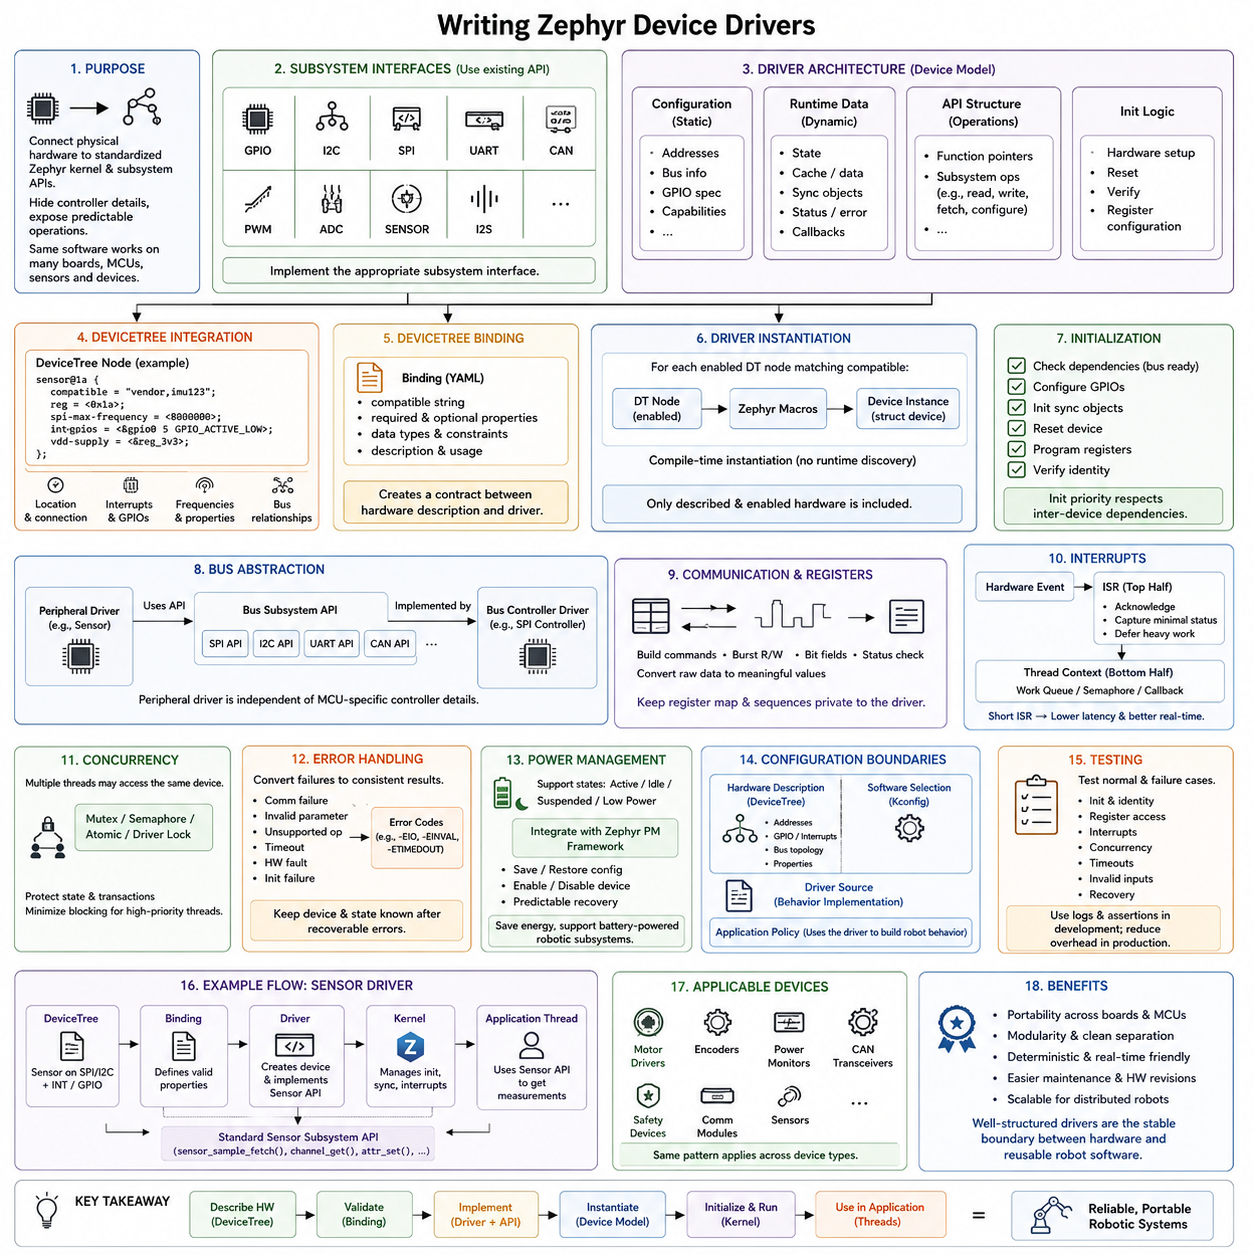 Writing Zephyr Device Drivers
1. PURPOSE
Connect physical
hardware to standardized
Zephyr kernel & subsystem
APIs.
Hide controller details,
expose predictable
operations.
Same software works on
many boards, MCUs,
sensors and devices.
2. SUBSYSTEM INTERFACES (Use existing API)
GPIO
I2C
SPI
UART
CAN
PWM
ADC
SENSOR
I2S
...
Implement the appropriate subsystem interface.
3. DRIVER ARCHITECTURE (Device Model)
Configuration
(Static)
• Addresses
• Bus info
• GPIO spec
• Capabilities
• ...
Runtime Data
(Dynamic)
• State
• Cache / data
• Sync objects
• Status / error
• Callbacks
API Structure
(Operations)
• Function pointers
• Subsystem ops
(e.g., read, write,
fetch, configure)
• ...
Init Logic
• Hardware setup
• Reset
• Verify
• Register
configuration
4. DEVICETREE INTEGRATION
DeviceTree Node (example)
sensor@1a {
compatible = "vendor,imu123";
reg = <0x1a>;
spi-max-frequency = <8000000>;
int-gpios = <&gpio0 5 GPIO_ACTIVE_LOW>;
vdd-supply = <&reg_3v3>;
};
Location
& connection
Interrupts
& GPIOs
Frequencies
& properties
Bus
relationships
5. DEVICETREE BINDING
Binding (YAML)
• compatible string
• required & optional properties
• data types & constraints
• description & usage
Creates a contract between
hardware description and driver.
6. DRIVER INSTANTIATION
For each enabled DT node matching compatible:
DT Node
(enabled)
Zephyr Macros
Device Instance
(struct device)
Compile-time instantiation (no runtime discovery)
Only described & enabled hardware is included.
7. INITIALIZATION
Check dependencies (bus ready)
Configure GPIOs
Init sync objects
Reset device
Program registers
Verify identity
Init priority respects
inter-device dependencies.
8. BUS ABSTRACTION
Peripheral Driver
(e.g., Sensor)
Uses API
Bus Subsystem API
SPI API
I2C API
UART API
CAN API
...
Implemented by
Bus Controller Driver
(e.g., SPI Controller)
Peripheral driver is independent of MCU-specific controller details.
9. COMMUNICATION & REGISTERS
Build commands • Burst R/W • Bit fields • Status check
Convert raw data to meaningful values
Keep register map & sequences private to the driver.
10. INTERRUPTS
Hardware Event
ISR (Top Half)
• Acknowledge
• Capture minimal status
• Defer heavy work
Thread Context (Bottom Half)
Work Queue / Semaphore / Callback
Short ISR → Lower latency & better real-time.
11. CONCURRENCY
Multiple threads may access the same device.
Mutex / Semaphore /
Atomic / Driver Lock
Protect state & transactions
Minimize blocking for high-priority threads.
12. ERROR HANDLING
Convert failures to consistent results.
• Comm failure
• Invalid parameter
• Unsupported op
• Timeout
• HW fault
• Init failure
Error Codes
(e.g., -EIO, -EINVAL,
-ETIMEDOUT)
Keep device & state known after
recoverable errors.
13. POWER MANAGEMENT
Support states: Active / Idle /
Suspended / Low Power
Integrate with Zephyr PM
Framework
• Save / Restore config
• Enable / Disable device
• Predictable recovery
Save energy, support battery-powered
robotic subsystems.
14. CONFIGURATION BOUNDARIES
Hardware Description
(DeviceTree)
• Addresses
• GPIO / Interrupts
• Bus topology
• Properties
Software Selection
(Kconfig)
Driver Source
(Behavior Implementation)
Application Policy (Uses the driver to build robot behavior)
15. TESTING
Test normal & failure cases.
• Init & identity
• Register access
• Interrupts
• Concurrency
• Timeouts
• Invalid inputs
• Recovery
Use logs & assertions in
development; reduce
overhead in production.
16. EXAMPLE FLOW: SENSOR DRIVER
DeviceTree
Sensor on SPI/I2C
+ INT / GPIO
Binding
Defines valid
properties
Driver
Creates device
& implements
Sensor API
Kernel
Z
Manages init,
sync, interrupts
Application Thread
Uses Sensor API
to get
measurements
Standard Sensor Subsystem API
(sensor_sample_fetch(), channel_get(), attr_set(), ...)
17. APPLICABLE DEVICES
Motor
Drivers
Encoders
Power
Monitors
CAN
Transceivers
Safety
Devices
Comm
Modules
Sensors
...
Same pattern applies across device types.
18. BENEFITS
• Portability across boards & MCUs
• Modularity & clean separation
• Deterministic & real-time friendly
• Easier maintenance & HW revisions
• Scalable for distributed robots
Well-structured drivers are the stable
boundary between hardware and
reusable robot software.
KEY TAKEAWAY
Describe HW
(DeviceTree)
Validate
(Binding)
Implement
(Driver + API)
Instantiate
(Device Model)
Initialize & Run
(Kernel)
Use in Application
(Threads)
=
Reliable, Portable
Robotic Systems